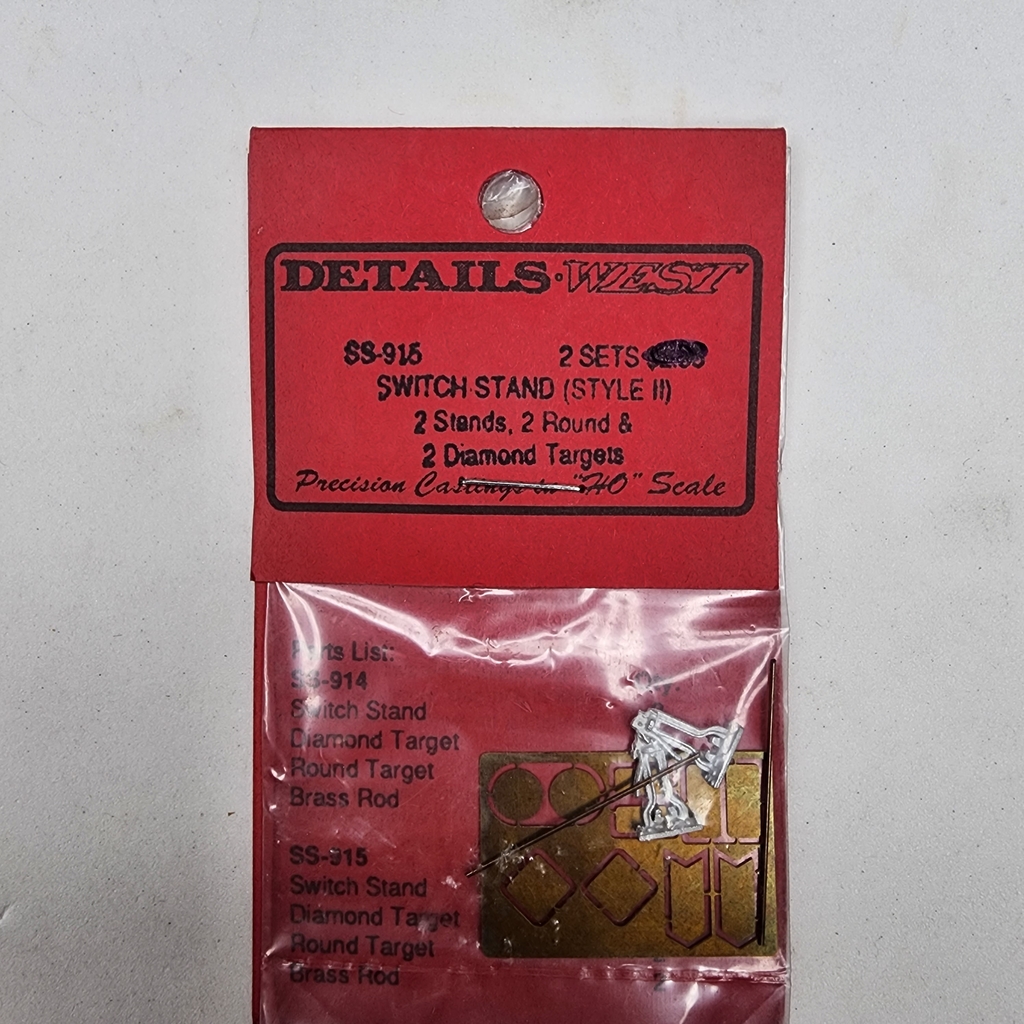 DETAILS·WEST
SS-915 2 SETS
SWITCH STAND (STYLE II)
2 Stands, 2 Round &
2 Diamond Targets
Precision Castings in "HO" Scale
Parts List:
SS-914 Qty.
Switch Stand
Diamond Target
Round Target
Brass Rod
SS-915
Switch Stand
Diamond Target
Round Target
Brass Rod 2